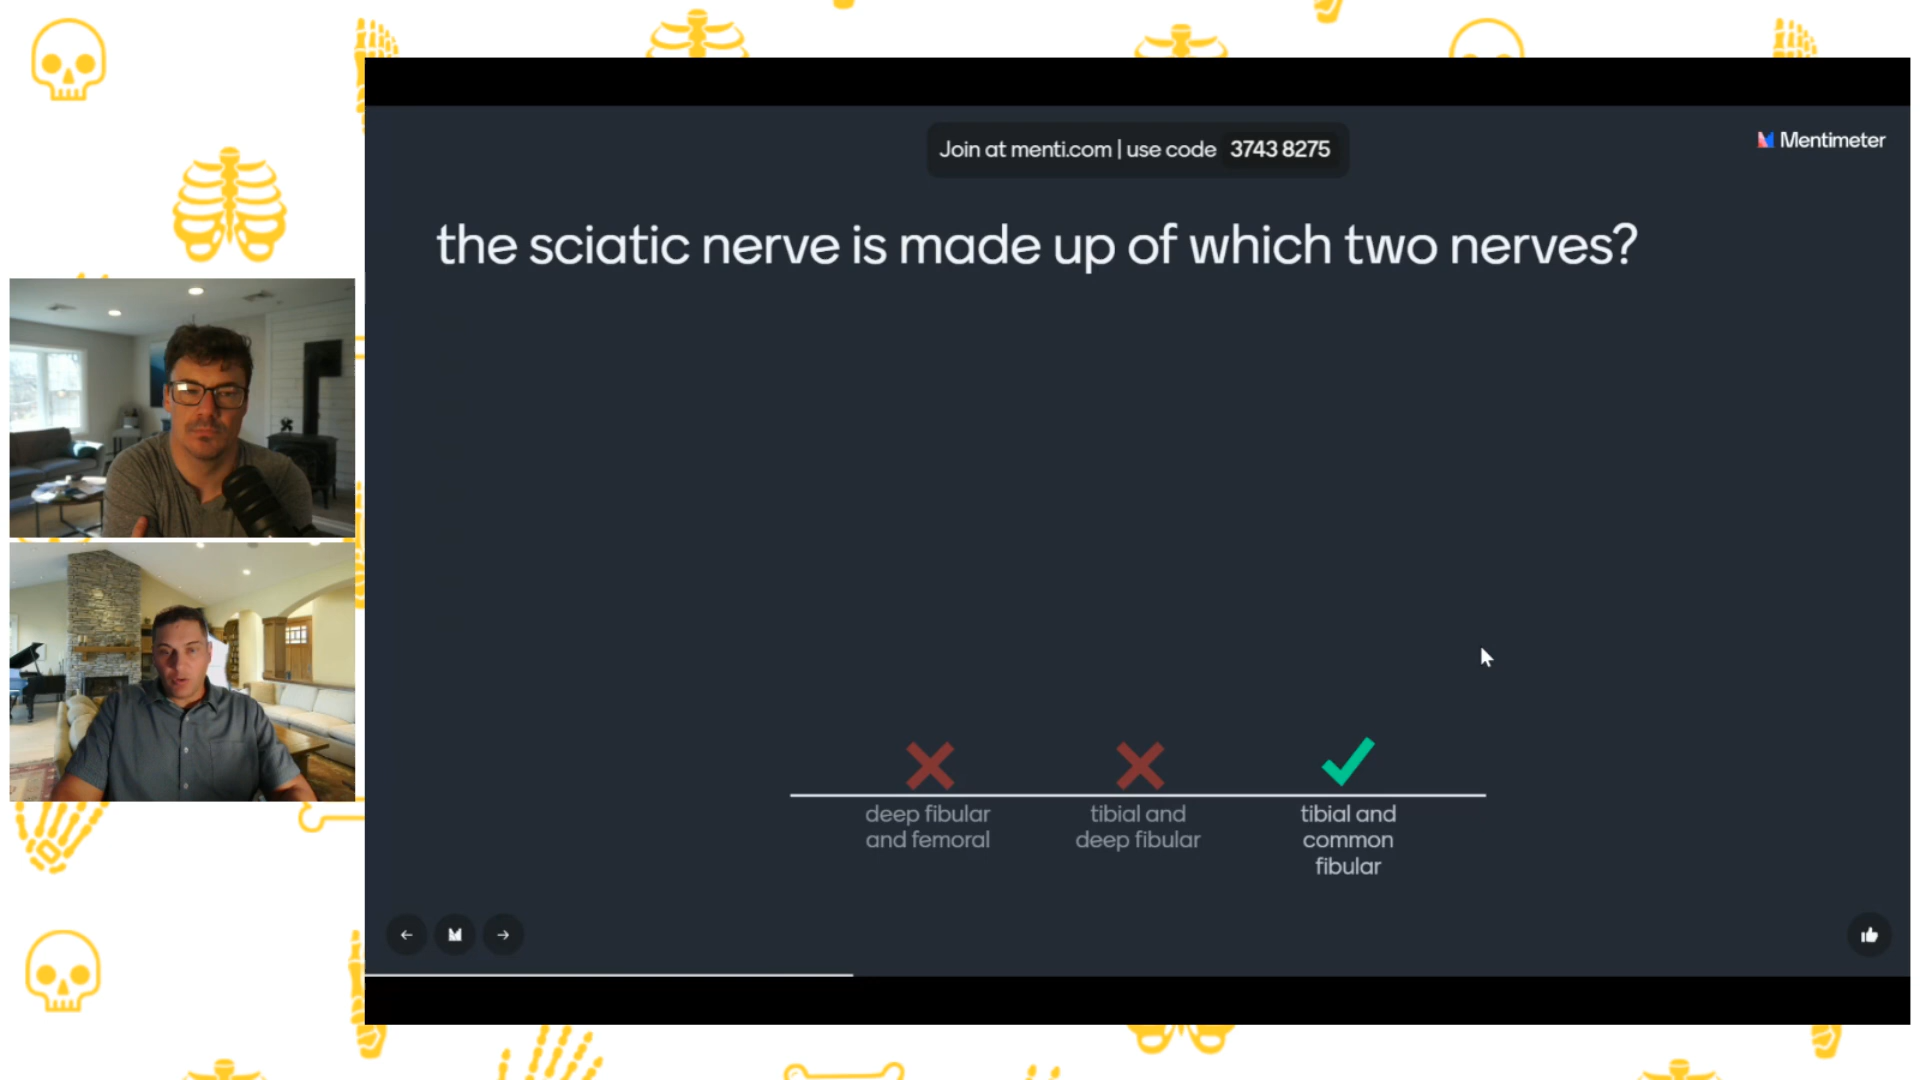 Join at menti.com | use code 3743 8275
Mentimeter
the sciatic nerve is made up of which two nerves?
deep fibular
and femoral
tibial and
deep fibular
tibial and
common
fibular